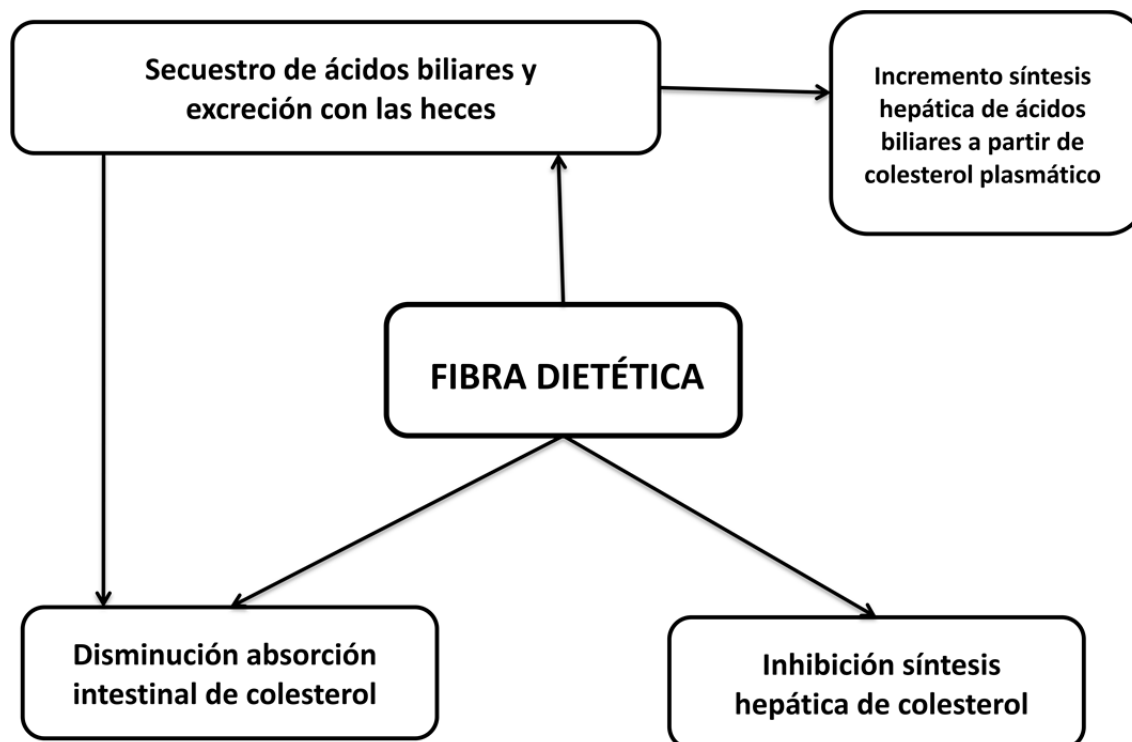 Secuestro de ácidos biliares y
excreción con las heces
Incremento síntesis
hepática de ácidos
biliares a partir de
colesterol plasmático
FIBRA DIETÉTICA
Disminución absorción
intestinal de colesterol
Inhibición síntesis
hepática de colesterol